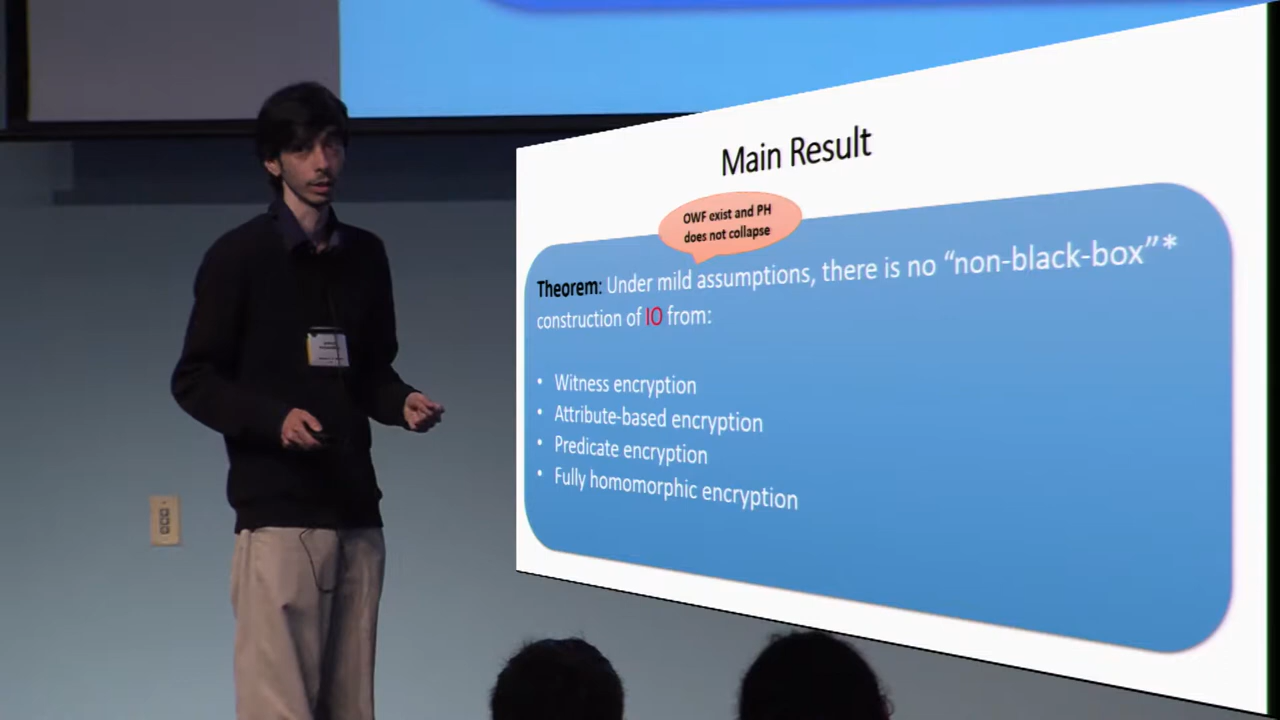 Main Result
OWF exist and PH
does not collapse
Theorem: Under mild assumptions, there is no “non-black-box”*
construction of IO from:
• Witness encryption
• Attribute-based encryption
• Predicate encryption
• Fully homomorphic encryption